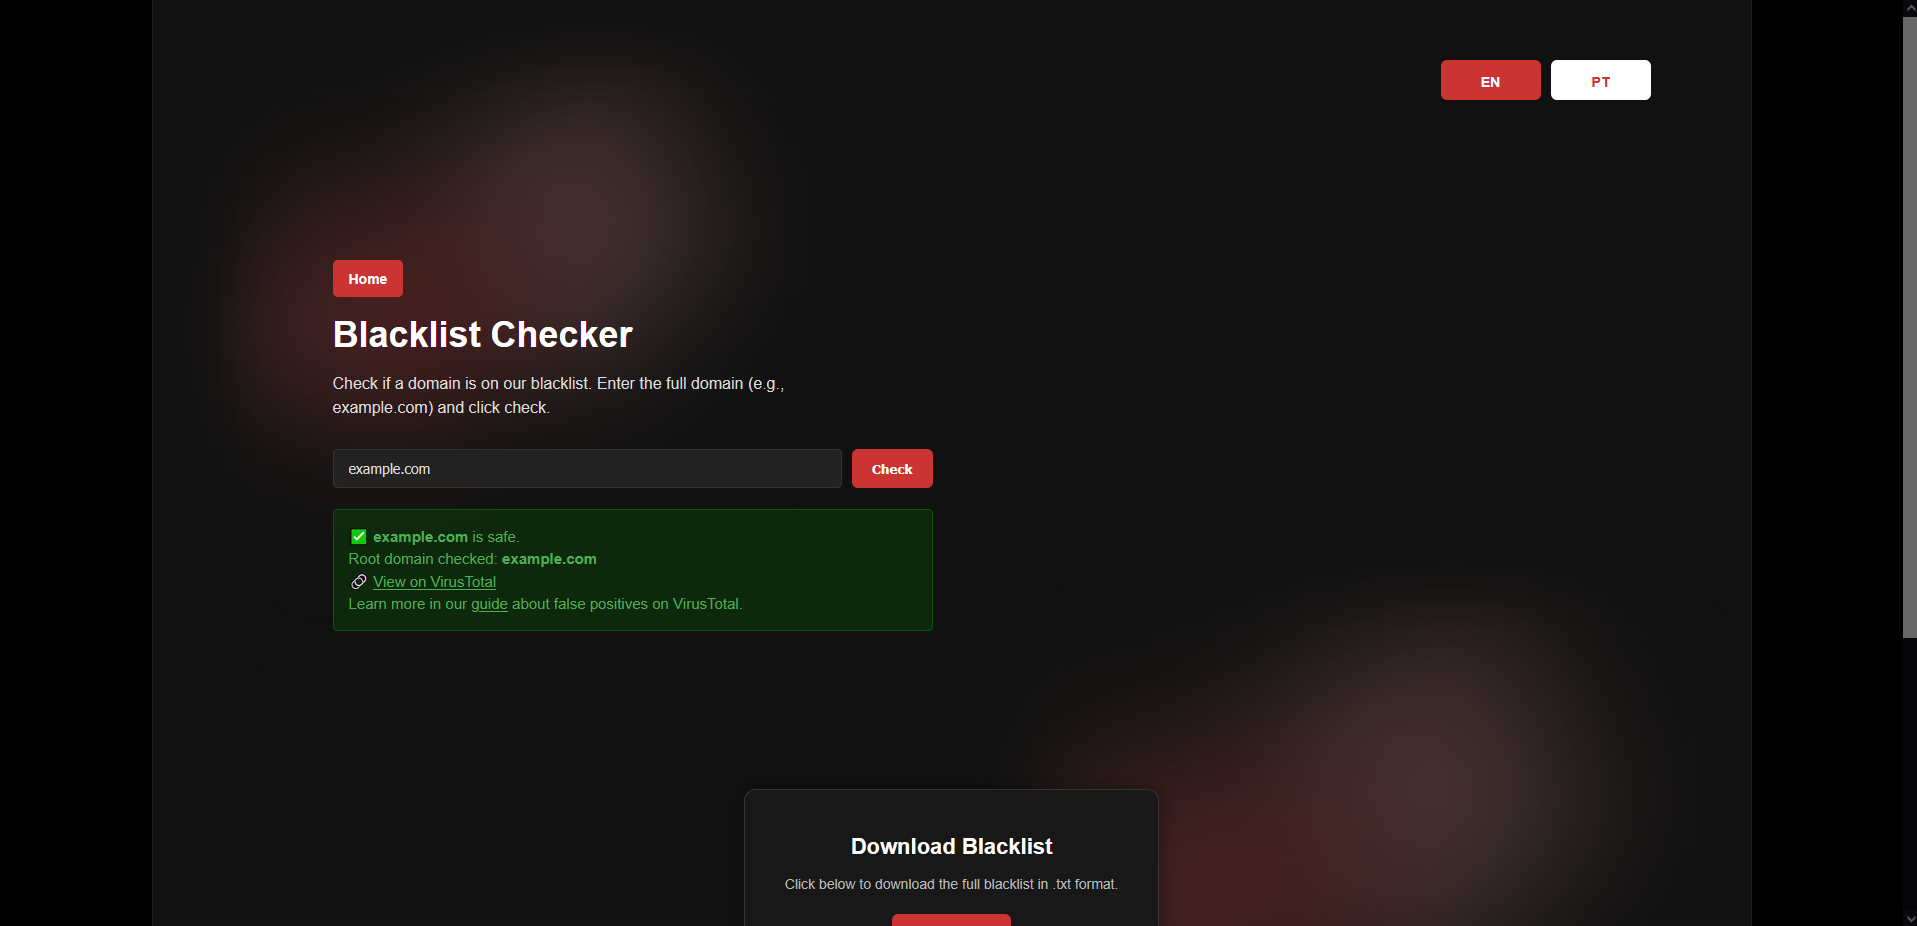 EN
PT
Home
Blacklist Checker
Check if a domain is on our blacklist. Enter the full domain (e.g.,
example.com) and click check.
example.com
Check
✅ example.com is safe.
Root domain checked: example.com
🔗 View on VirusTotal
Learn more in our guide about false positives on VirusTotal.
Download Blacklist
Click below to download the full blacklist in .txt format.